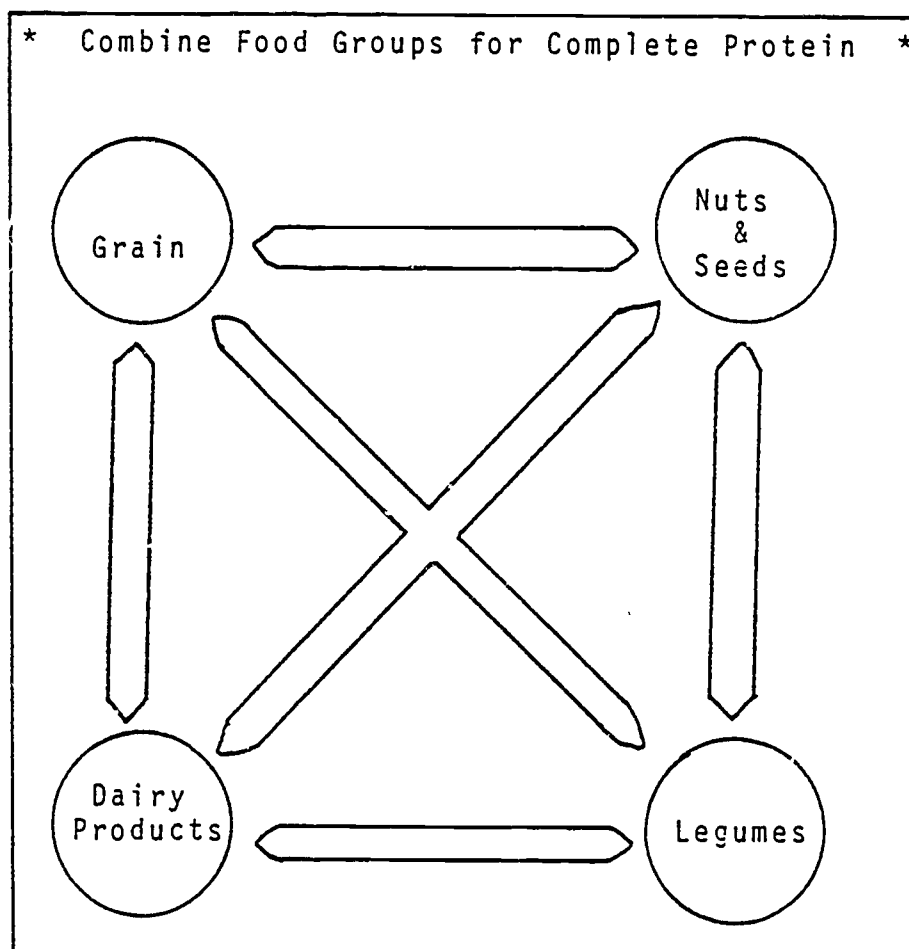 * Combine Food Groups for Complete Protein *
Grain
Nuts
&
Seeds
Dairy
Products
Legumes